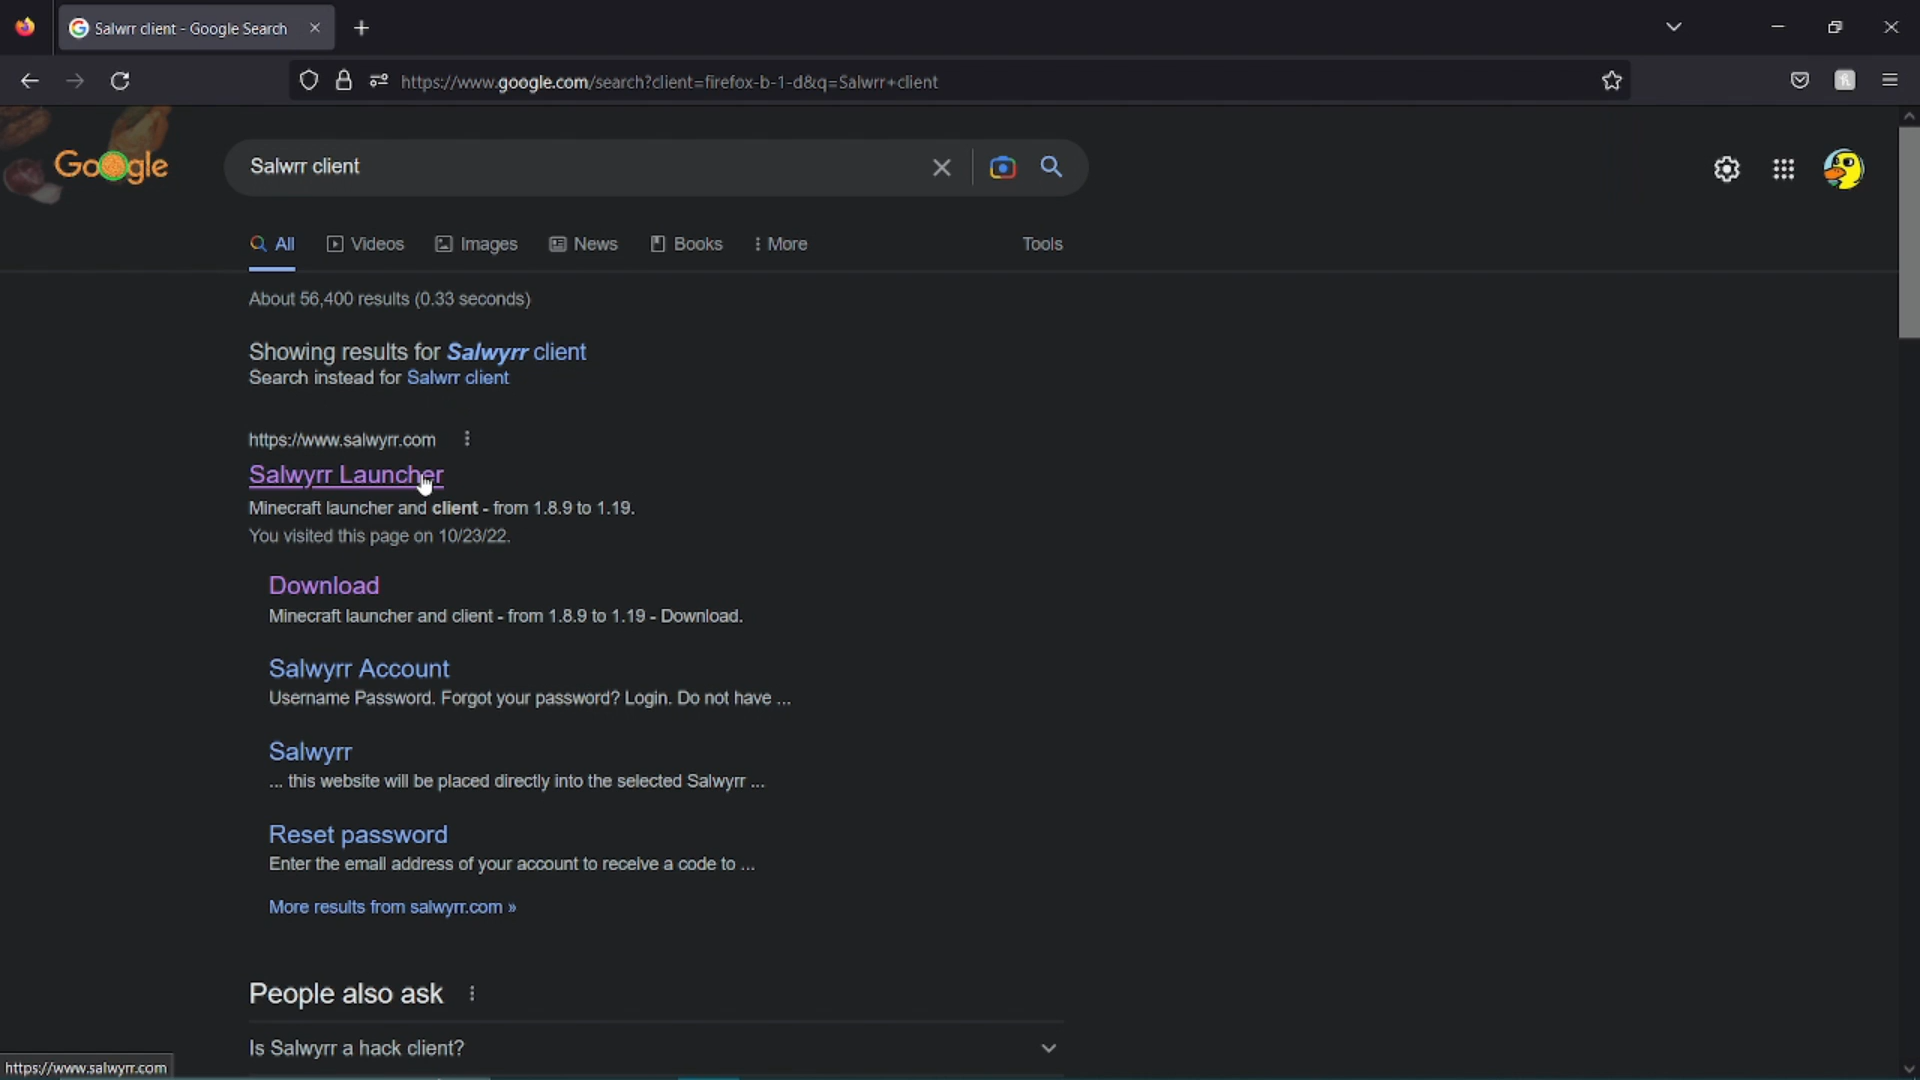 Salwrr client - Google Search
https://www.google.com/search?client=firefox-b-1-d&q=Salwrr+client
Google
Salwrr client
All
Videos
Images
News
Books
More
Tools
About 56,400 results (0.33 seconds)
Showing results for Salwyrr client
Search instead for Salwrr client
https://www.salwyrr.com
Salwyrr Launcher
Minecraft launcher and client - from 1.8.9 to 1.19.
You visited this page on 10/23/22.
Download
Minecraft launcher and client - from 1.8.9 to 1.19 - Download.
Salwyrr Account
Username Password. Forgot your password? Login. Do not have ...
Salwyrr
... this website will be placed directly into the selected Salwyrr ...
Reset password
Enter the email address of your account to receive a code to ...
More results from salwyrr.com »
People also ask
Is Salwyrr a hack client?
https://www.salwyrr.com